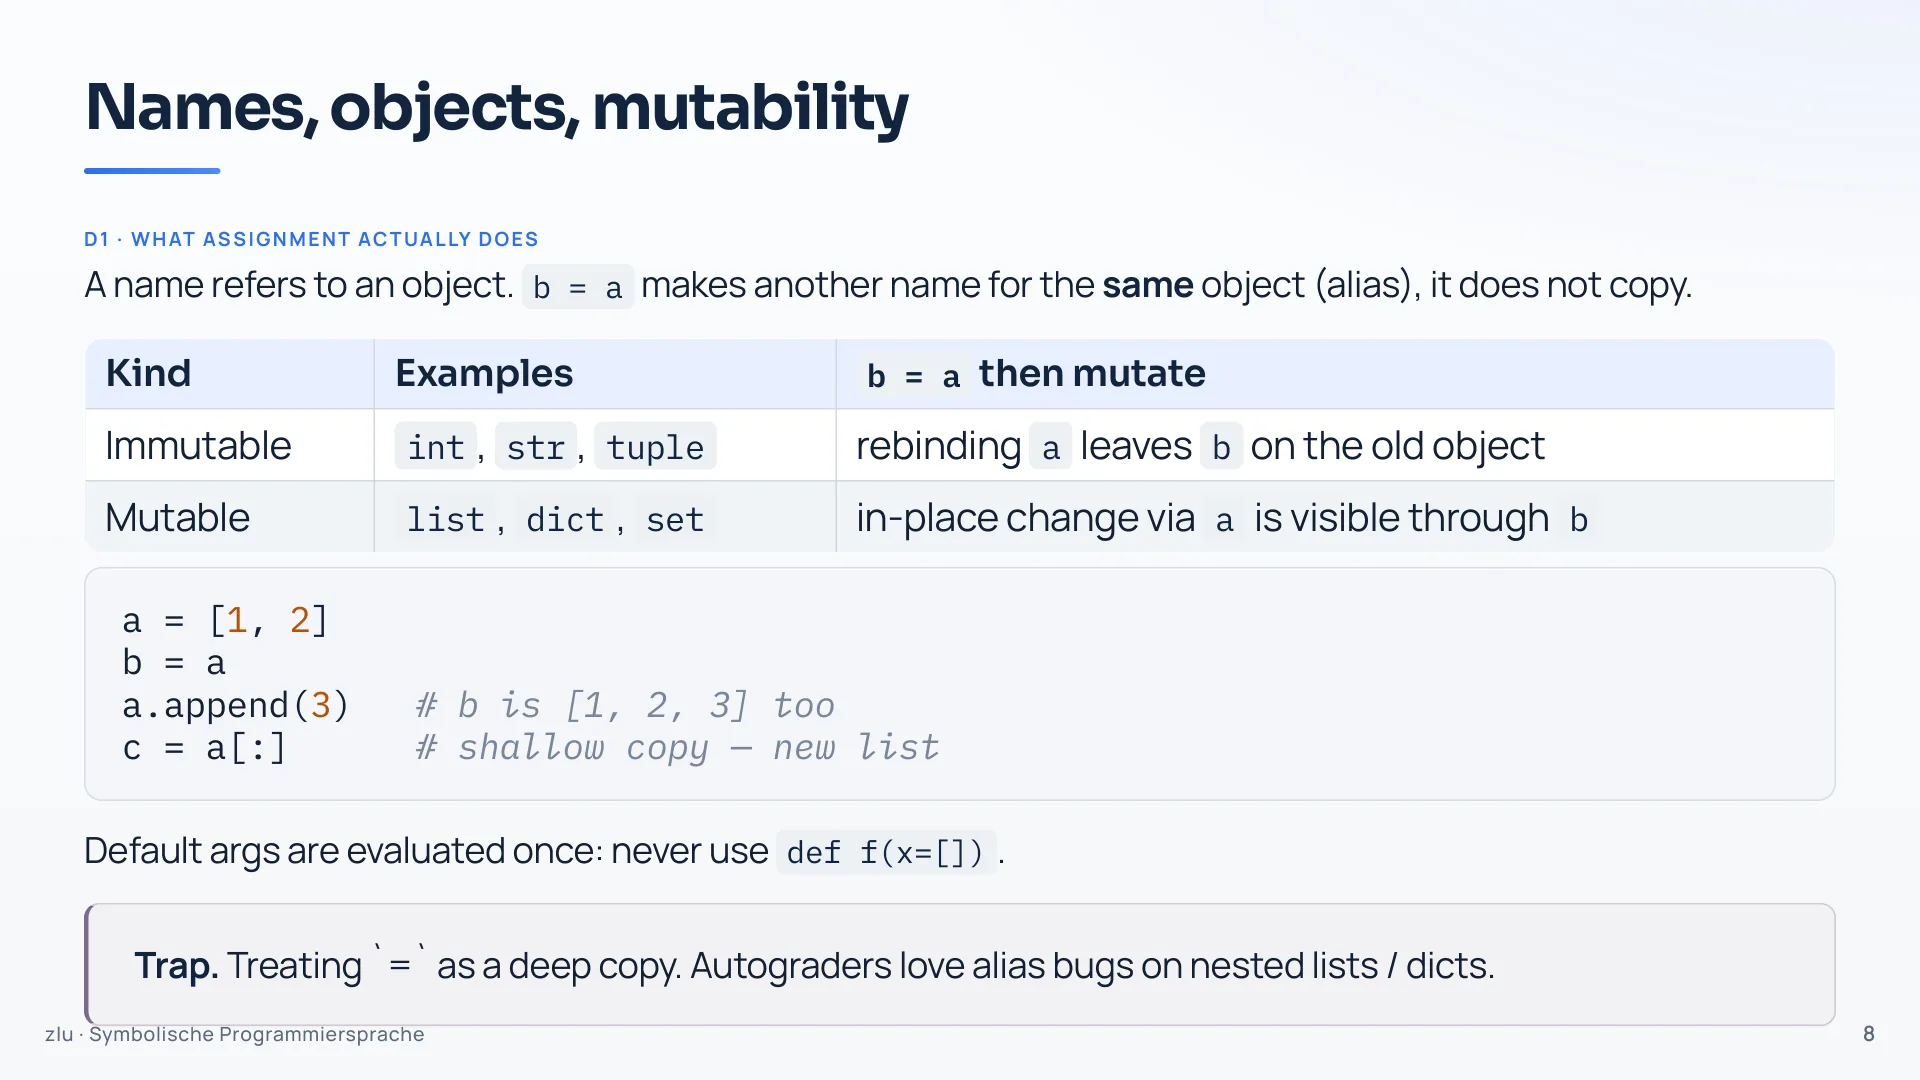 Names, objects, mutability
D1 · WHAT ASSIGNMENT ACTUALLY DOES
A name refers to an object. b = a makes another name for the same object (alias), it does not copy.
Kind Examples b = a then mutate
Immutable int, str, tuple rebinding a leaves b on the old object
Mutable list, dict, set in-place change via a is visible through b
a = [1, 2]
b = a
a.append(3)   # b is [1, 2, 3] too
c = a[:]      # shallow copy — new list
Default args are evaluated once: never use def f(x=[]).
Trap. Treating `=` as a deep copy. Autograders love alias bugs on nested lists / dicts.
zlu · Symbolische Programmiersprache
8